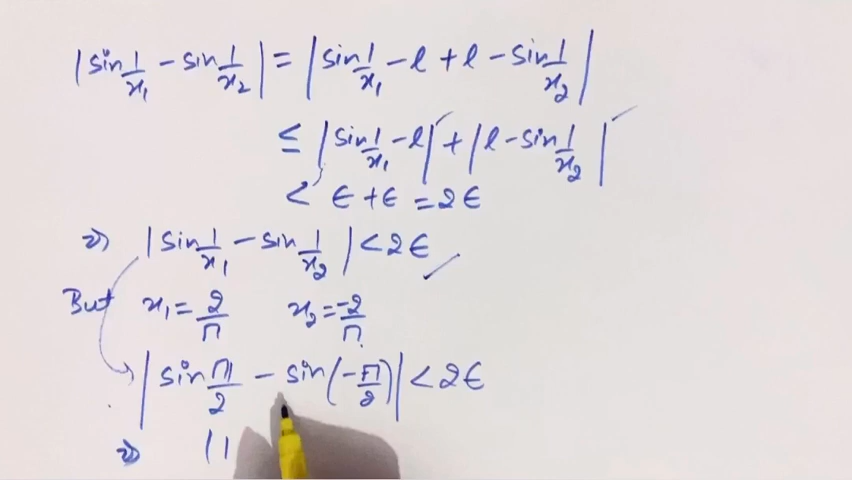 |sin 1/x₁ - sin 1/x₂| = |sin 1/x₁ - l + l - sin 1/x₂|
≤ |sin 1/x₁ - l| + |l - sin 1/x₂|
< ϵ + ϵ = 2ϵ
⇒ |sin 1/x₁ - sin 1/x₂| < 2ϵ
But x₁ = 2/π x₂ = -2/π
|sin π/2 - sin(-π/2)| < 2ϵ
⇒ |1